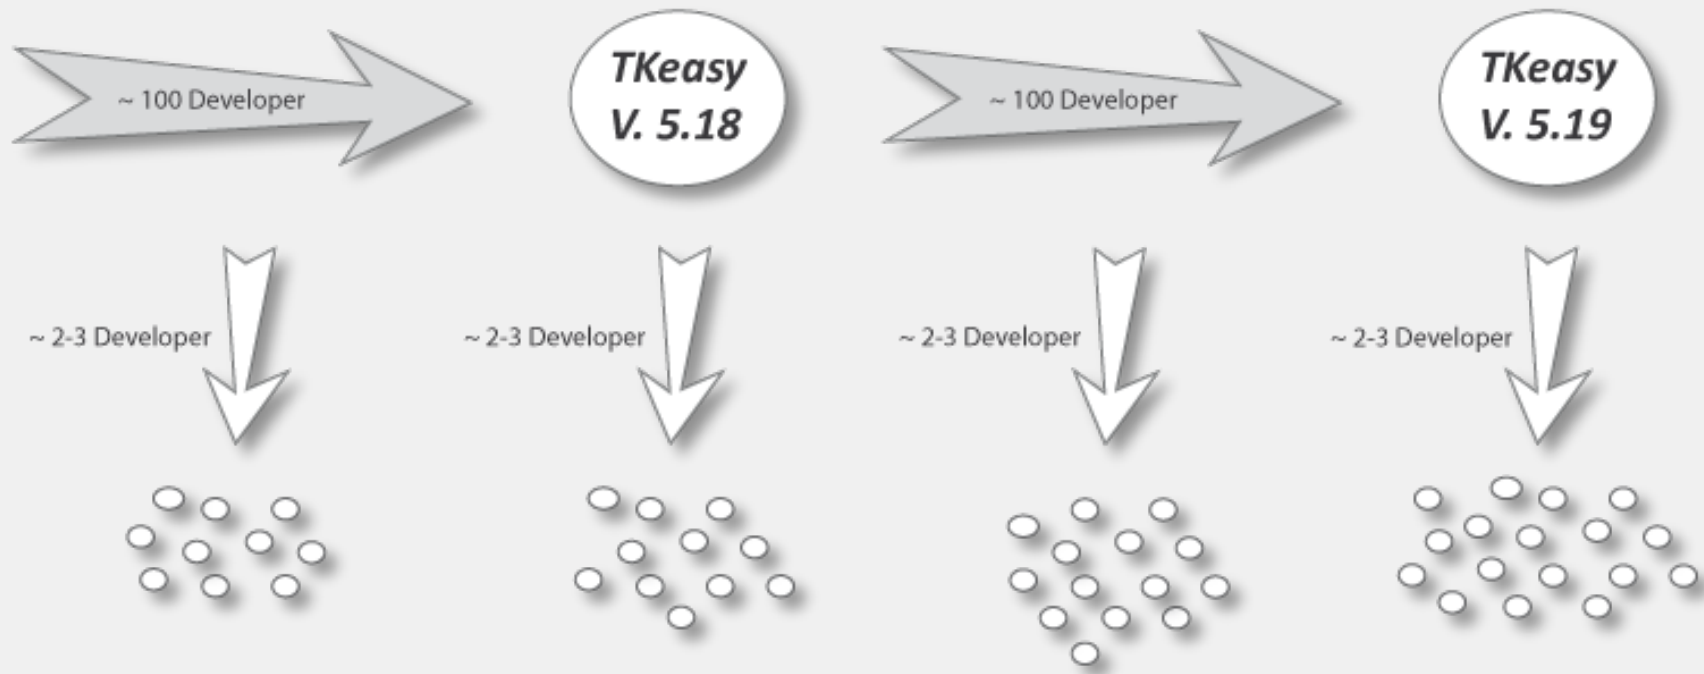 ~ 100 Developer
TKeasy
V. 5.18
~ 100 Developer
TKeasy
V. 5.19
~ 2-3 Developer
~ 2-3 Developer
~ 2-3 Developer
~ 2-3 Developer